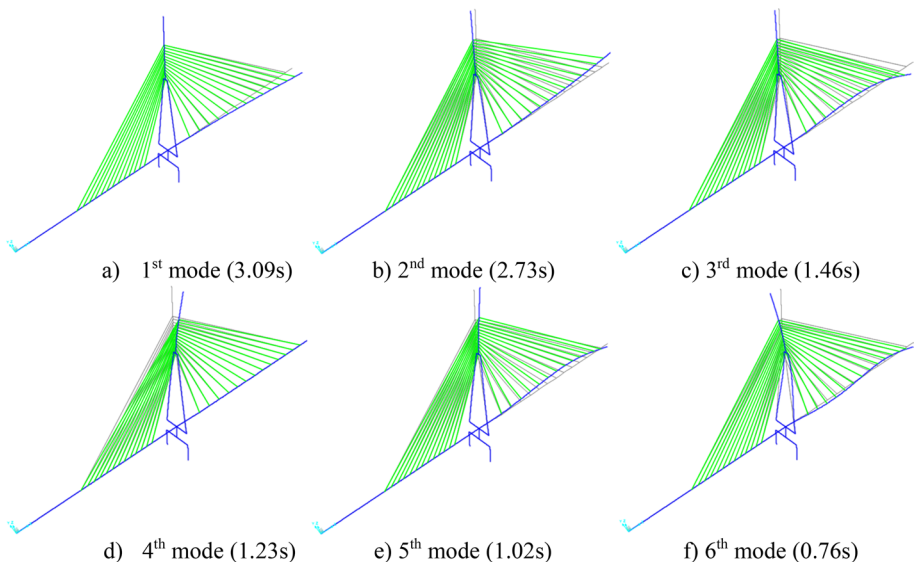 a) 1st mode (3.09s)
b) 2nd mode (2.73s)
c) 3rd mode (1.46s)
d) 4th mode (1.23s)
e) 5th mode (1.02s)
f) 6th mode (0.76s)